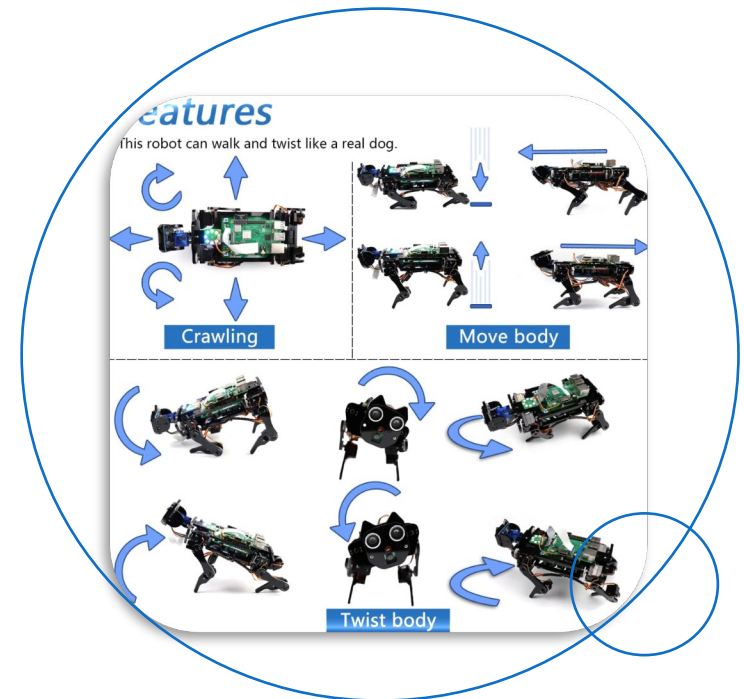 eatures
This robot can walk and twist like a real dog.
Crawling
Move body
Twist body